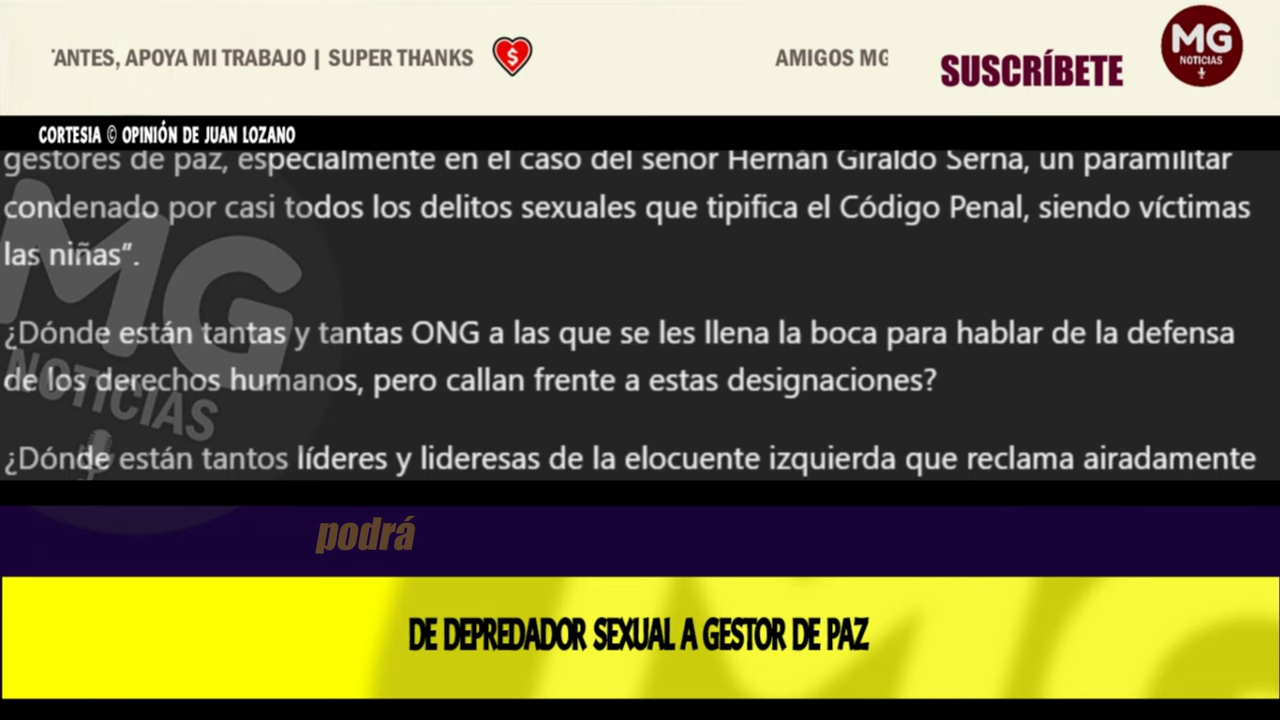 'ANTES, APOYA MI TRABAJO | SUPER THANKS
AMIGOS MG
SUSCRÍBETE
MG
NOTICIAS
CORTESIA © OPINIÓN DE JUAN LOZANO
gestores de paz, especialmente en el caso del señor Hernán Giraldo Serna, un paramilitar
condenado por casi todos los delitos sexuales que tipifica el Código Penal, siendo víctimas
las niñas”.
¿Dónde están tantas y tantas ONG a las que se les llena la boca para hablar de la defensa
de los derechos humanos, pero callan frente a estas designaciones?
¿Dónde están tantos líderes y lideresas de la elocuente izquierda que reclama airadamente
MG
NOTICIAS
podrá
DE DEPREDADOR SEXUAL A GESTOR DE PAZ